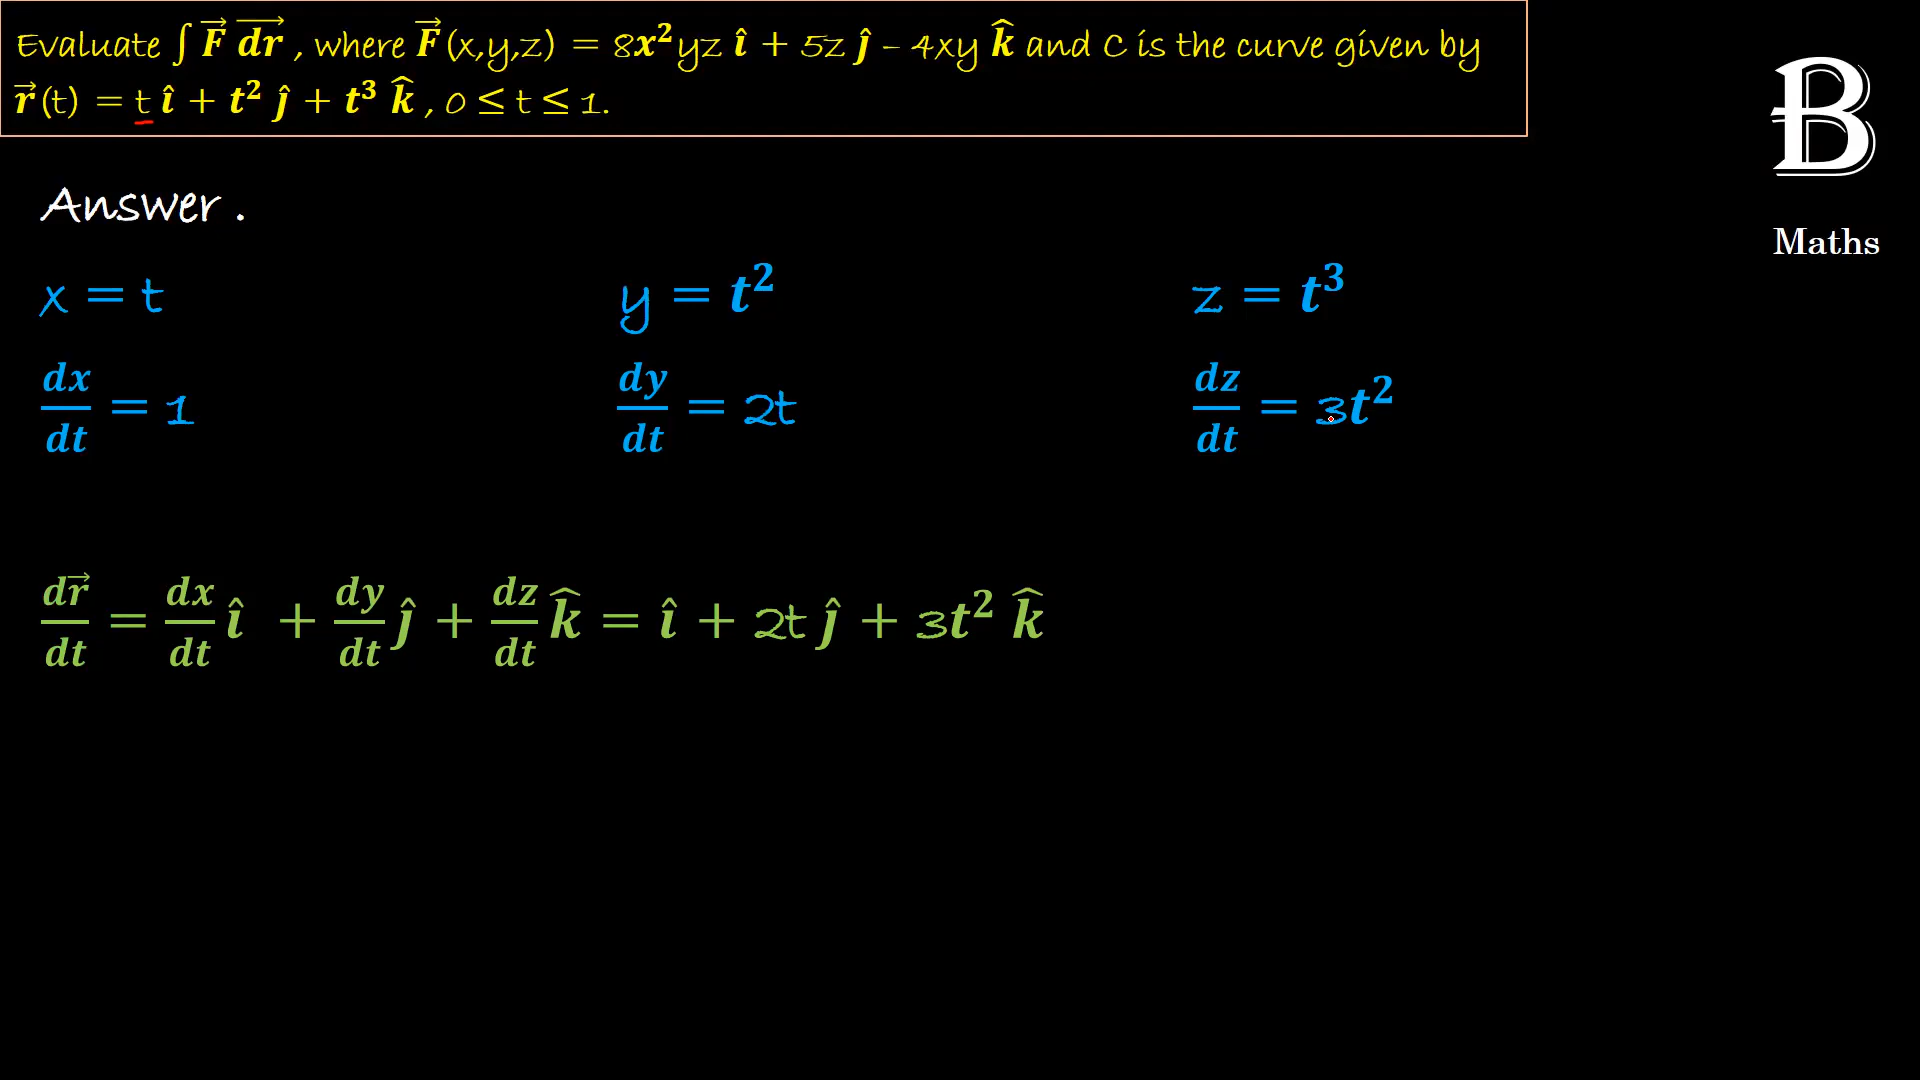 Evaluate ∫ F⃗ dr⃗ , where F⃗ (x,y,z) = 8x²yz î + 5z ĵ – 4xy k̂ and C is the curve given by
r⃗ (t) = t î + t² ĵ + t³ k̂ , 0 ≤ t ≤ 1.
B
Maths
Answer .
x = t    y = t²    z = t³
dx/dt = 1    dy/dt = 2t    dz/dt = 3t²
dr⃗/dt = dx/dt î + dy/dt ĵ + dz/dt k̂ = î + 2t ĵ + 3t² k̂